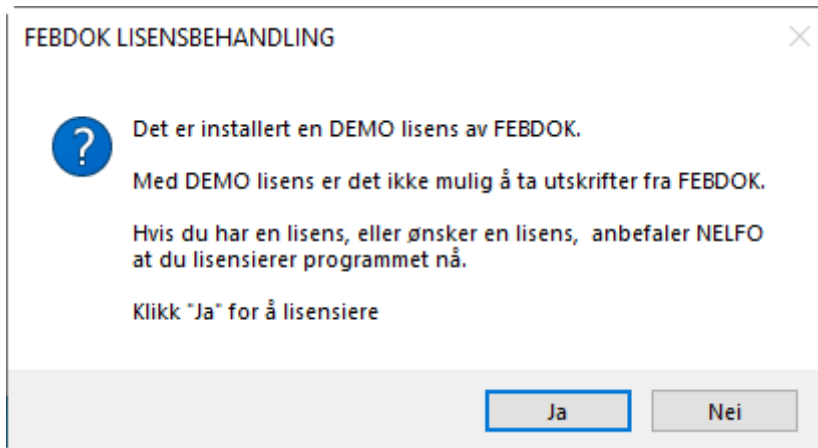 FEBDOK LISENSBEHANDLING
Det er installert en DEMO lisens av FEBDOK.
Med DEMO lisens er det ikke mulig å ta utskrifter fra FEBDOK.
Hvis du har en lisens, eller ønsker en lisens,  anbefaler NELFO
at du lisensierer programmet nå.
Klikk "Ja" for å lisensiere
Ja
Nei